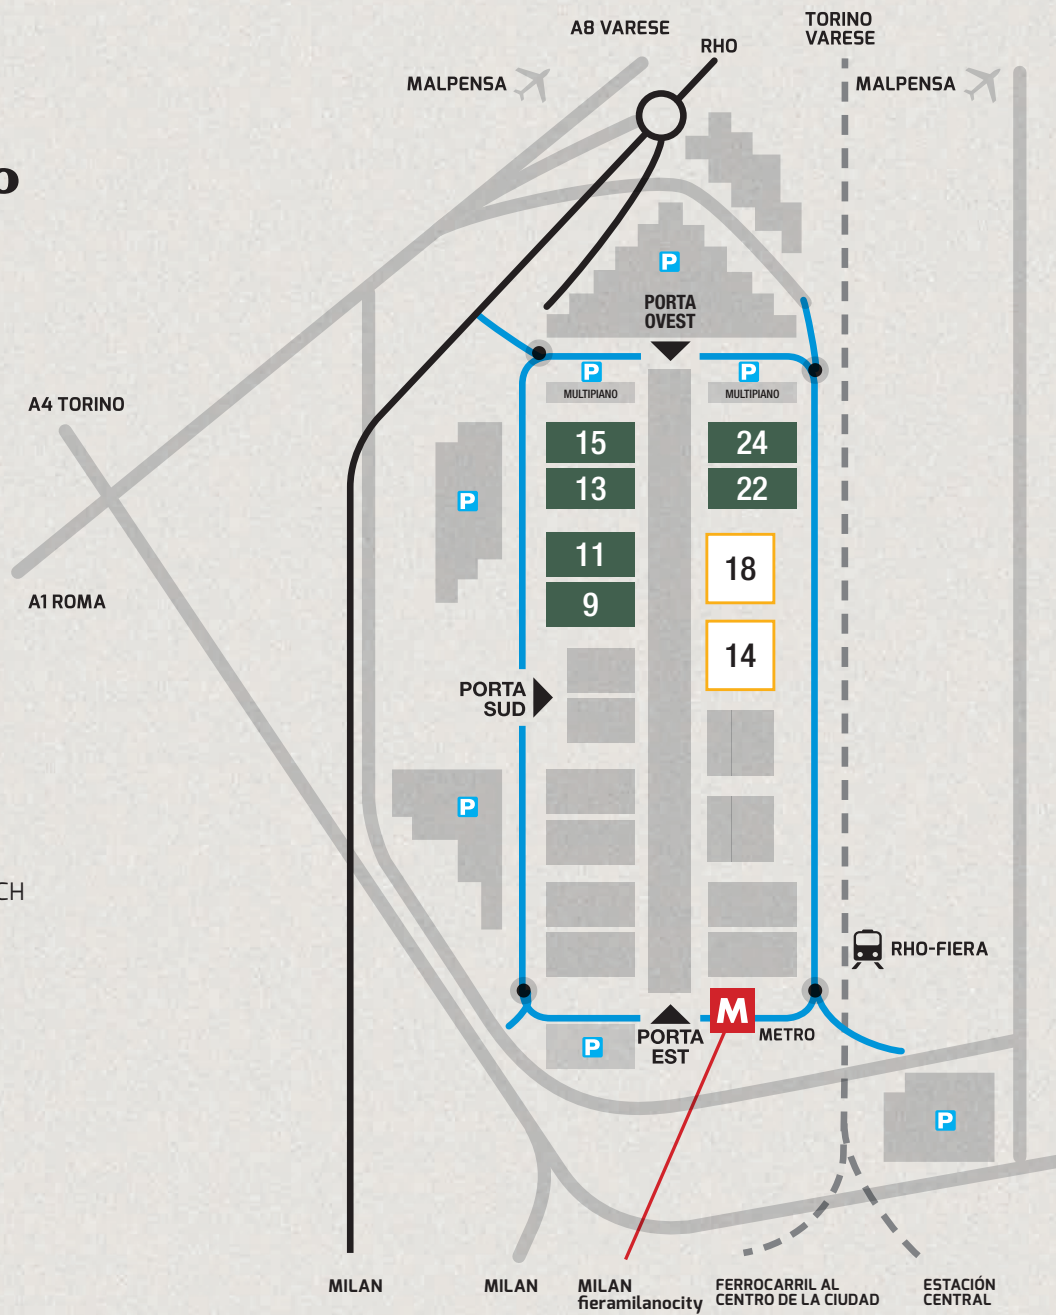 A8 VARESE
RHO
TORINO
VARESE
MALPENSA
MALPENSA
o
P
PORTA
OVEST
P
MULTIPIANO
P
MULTIPIANO
A4 TORINO
15
24
13
22
P
11
18
9
A1 ROMA
14
PORTA
SUD
P
CH
RHO-FIERA
M
METRO
P
PORTA
EST
P
MILAN
MILAN
MILAN
fieramilanocity
FERROCARRIL AL
CENTRO DE LA CIUDAD
ESTACIÓN
CENTRAL